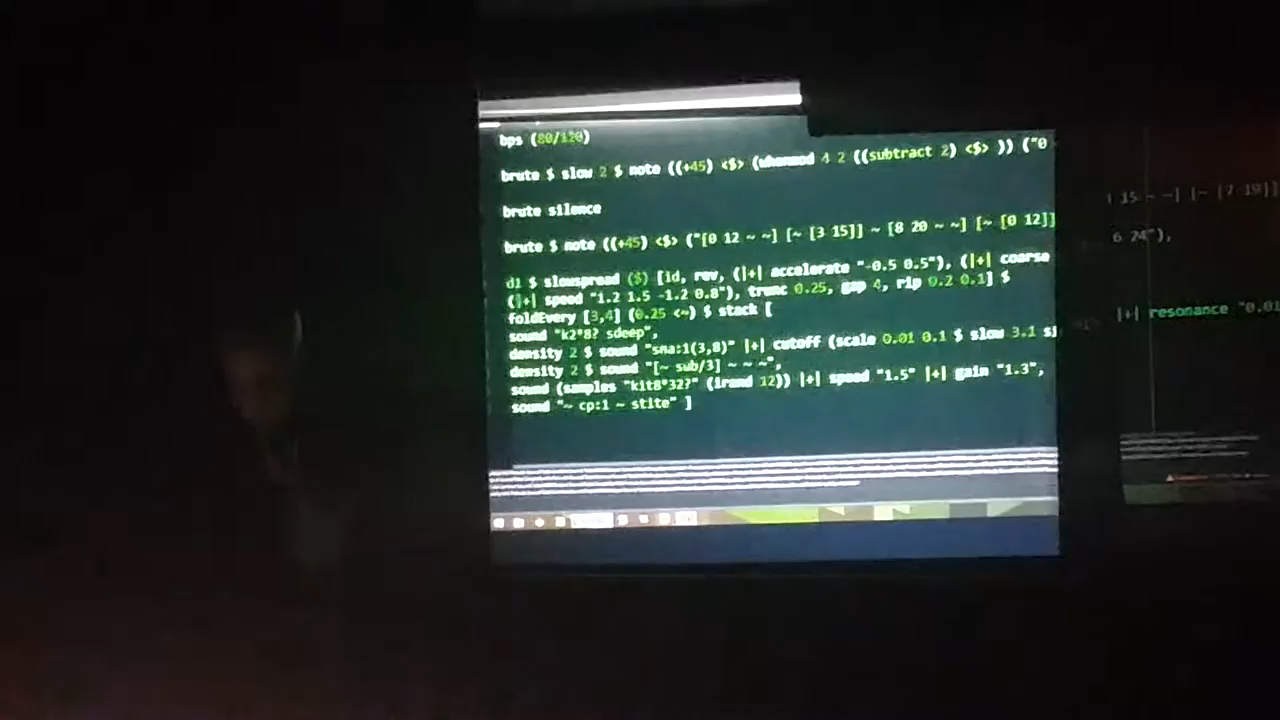 bps (80/120)
brute $ slow 2 $ note ((+45) <$> (whenmod 4 2 ((subtract 2) <$> )) ("0
brute silence
brute $ note ((+45) <$> ("[0 12 ~ ~] [~ [3 15]] ~ [8 20 ~ ~] [~ [0 12]]
d1 $ slowspread ($) [id, rev, (|+| accelerate "-0.5 0.5"), (|+| coarse
(|+| speed "1.2 1.5 -1.2 0.8"), trunc 0.25, gap 4, rip 0.2 0.1] $
foldEvery [3,4] (0.25 <~) $ stack [
sound "k2*8? sdeep",
density 2 $ sound "sma:1(3,8)" |+| cutoff (scale 0.01 0.1 $ slow 3.1 si
density 2 $ sound "[~ sub/3] ~ ~ ~",
sound (samples "kit8*32?" (irand 12)) |+| speed "1.5" |+| gain "1.3",
sound "~ cp:1 ~ stite" ]
15 ~ ~] [~ [7 19]]
6 24"),
|+| resonance "0.01